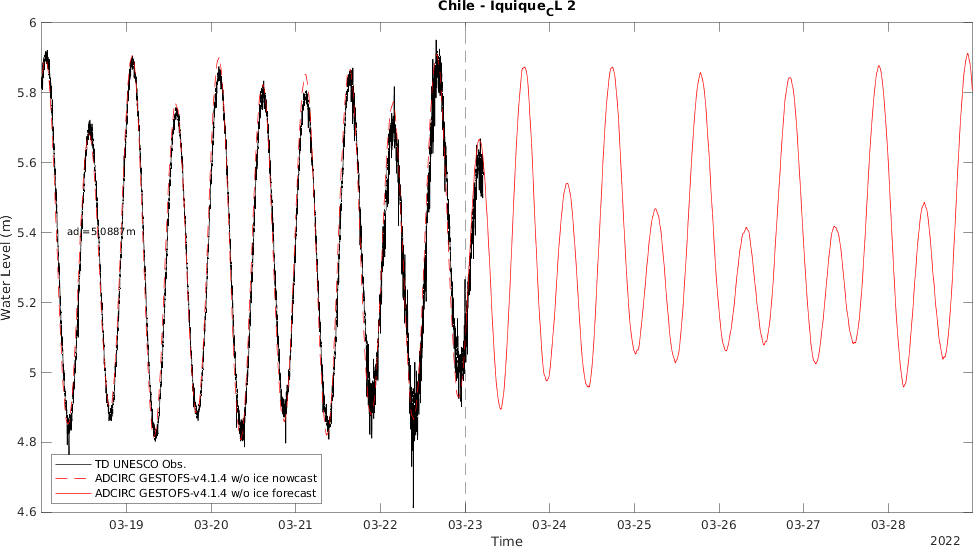 Chile - Iquique_CL 2
6
5.8
5.6
5.4
5.2
5
4.8
4.6
Water Level (m)
adj=5.0887m
TD UNESCO Obs.
ADCIRC GESTOFS-v4.1.4 w/o ice nowcast
ADCIRC GESTOFS-v4.1.4 w/o ice forecast
03-19 03-20 03-21 03-22 03-23 03-24 03-25 03-26 03-27 03-28
Time
2022